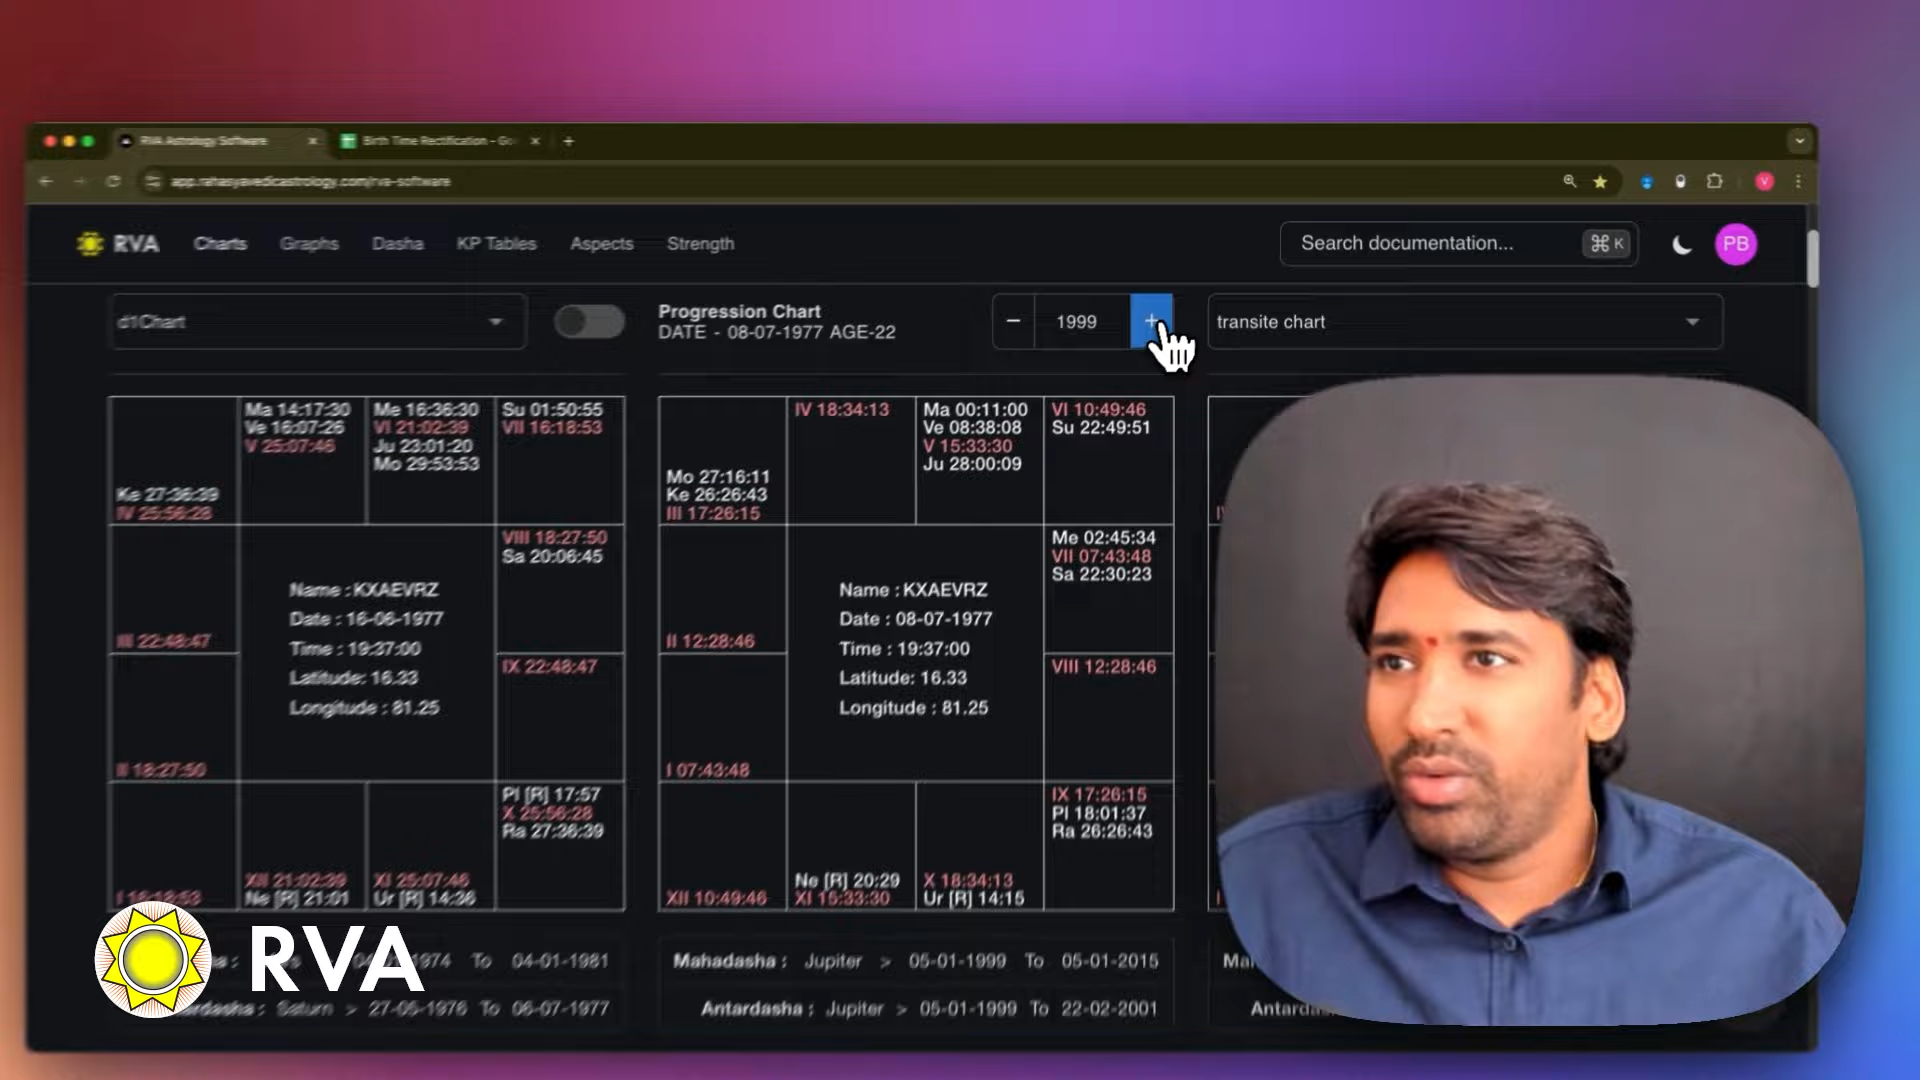 RVA Astrology Software
Birth Time Rectification - Go
app.rahasyavedicastrology.com/rva-software
V
RVA Charts Graphs Dasha KP Tables Aspects Strength
Search documentation... ⌘ K
PB
d1Chart
Progression Chart
DATE - 08-07-1977 AGE-22
− 1999 +
transite chart
Ma 14:17:30
Ve 16:07:26
V 25:07:46
Me 16:36:30
VI 21:02:39
Ju 23:01:20
Mo 29:53:53
Su 01:50:55
VII 16:18:53
Ke 27:36:39
IV 25:56:28
VIII 18:27:50
Sa 20:06:45
III 22:48:47
Name : KXAEVRZ
Date : 16-06-1977
Time : 19:37:00
Latitude: 16.33
Longitude : 81.25
IX 22:48:47
II 18:27:50
Pl [R] 17:57
X 25:56:28
Ra 27:36:39
I 16:18:53
XII 21:02:39
Ne [R] 21:01
XI 25:07:46
Ur [R] 14:36
IV 18:34:13
Ma 00:11:00
Ve 08:38:08
V 15:33:30
Ju 28:00:09
VI 10:49:46
Su 22:49:51
Mo 27:16:11
Ke 26:26:43
III 17:26:15
Me 02:45:34
VII 07:43:48
Sa 22:30:23
II 12:28:46
Name : KXAEVRZ
Date : 08-07-1977
Time : 19:37:00
Latitude: 16.33
Longitude : 81.25
VIII 12:28:46
I 07:43:48
IX 17:26:15
Pl 18:01:37
Ra 26:26:43
XII 10:49:46
Ne [R] 20:29
XI 15:33:30
X 18:34:13
Ur [R] 14:15
RVA
To 04-01-1981
Saturn > 27-05-1976 To 06-07-1977
Mahadasha : Jupiter > 05-01-1999 To 05-01-2015
Antardasha : Jupiter > 05-01-1999 To 22-02-2001